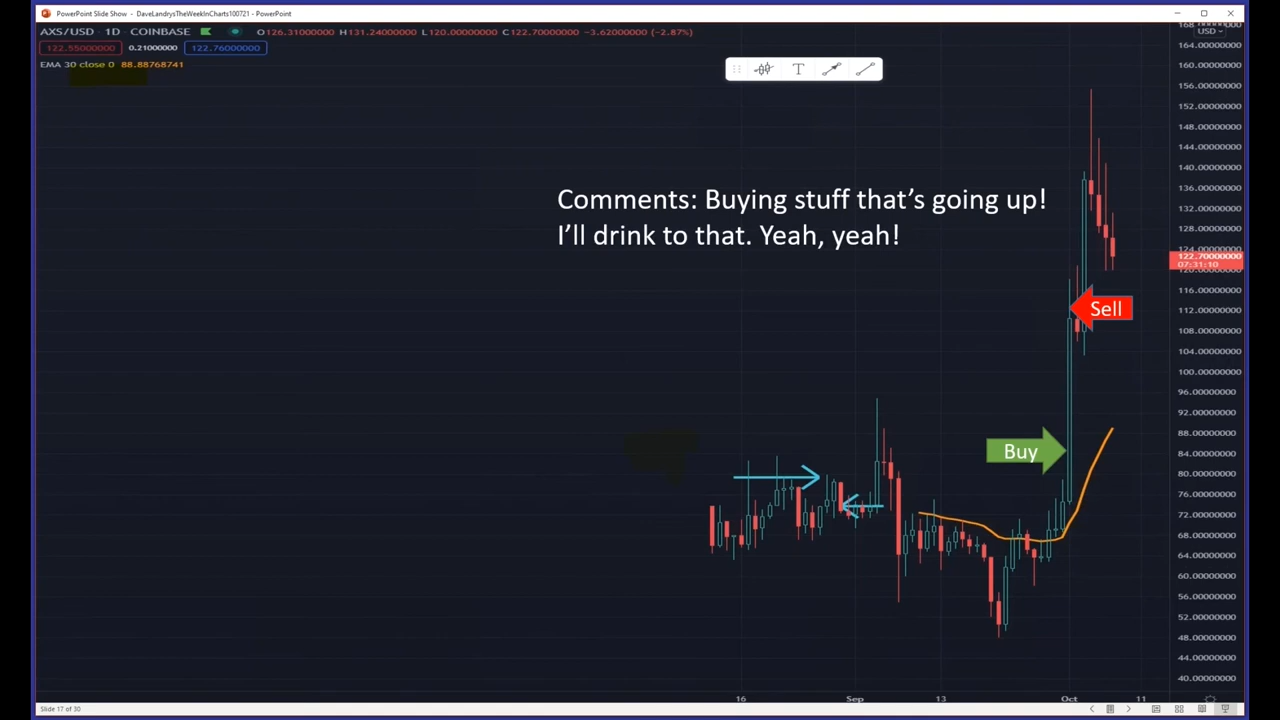 PowerPoint Slide Show - DaveLandrysTheWeekInCharts100721 - PowerPoint
AXS/USD 1D COINBASE O126.31000000 H131.24000000 L120.00000000 C122.70000000 -3.62000000 (-2.87%)
USD
122.55000000 0.21000000 122.76000000
EMA 30 close 0 88.88768741
T
Comments: Buying stuff that's going up!
I'll drink to that. Yeah, yeah!
Sell
Buy
164.00000000
160.00000000
156.00000000
152.00000000
148.00000000
144.00000000
140.00000000
136.00000000
132.00000000
128.00000000
124.00000000
122.70000000
07:31:10
120.00000000
116.00000000
112.00000000
108.00000000
104.00000000
100.00000000
96.00000000
92.00000000
88.00000000
84.00000000
80.00000000
76.00000000
72.00000000
68.00000000
64.00000000
60.00000000
56.00000000
52.00000000
48.00000000
44.00000000
40.00000000
16 Sep 13 Oct 11
Slide 17 of 30